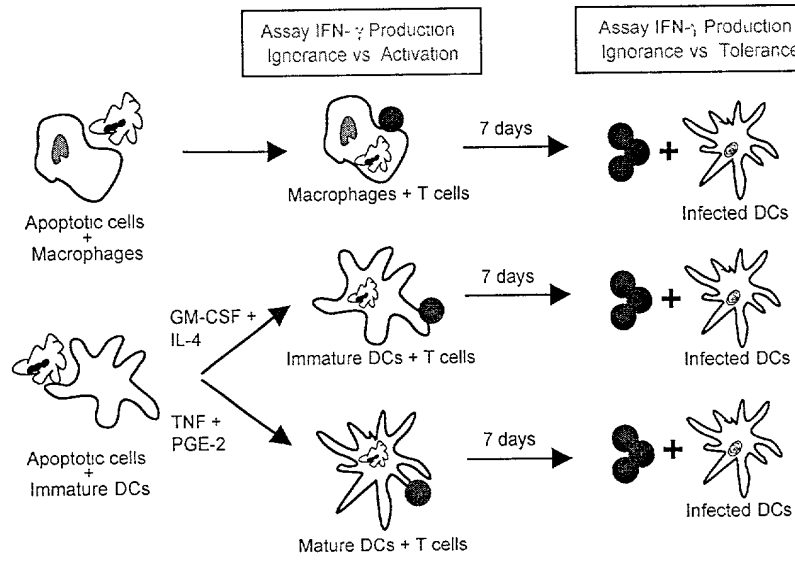 Assay IFN-γ Production
Ignorance vs Activation
Assay IFN-γ Production
Ignorance vs Tolerance
7 days
Macrophages + T cells
Apoptotic cells
+
Macrophages
+
Infected DCs
GM-CSF +
IL-4
7 days
Immature DCs + T cells
+
Infected DCs
TNF +
PGE-2
7 days
Apoptotic cells
+
Immature DCs
Mature DCs + T cells
+
Infected DCs